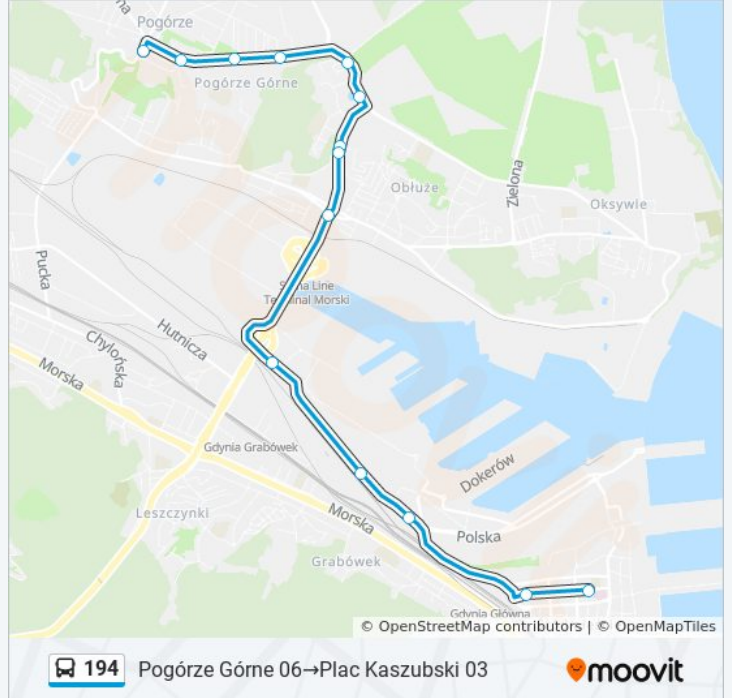 na
Pogórze
Pogórze Górne
Obłuże
Zielona
Oksywie
Pucka
Line
Terminal Morski
Hutnicza
Chylońska
Morska
Gdynia Grabówek
Dokerów
Leszczynki
Morska
Polska
Grabówek
Gdynia Główna
© OpenStreetMap contributors | © OpenMapTiles
194 Pogórze Górne 06→Plac Kaszubski 03 moovit